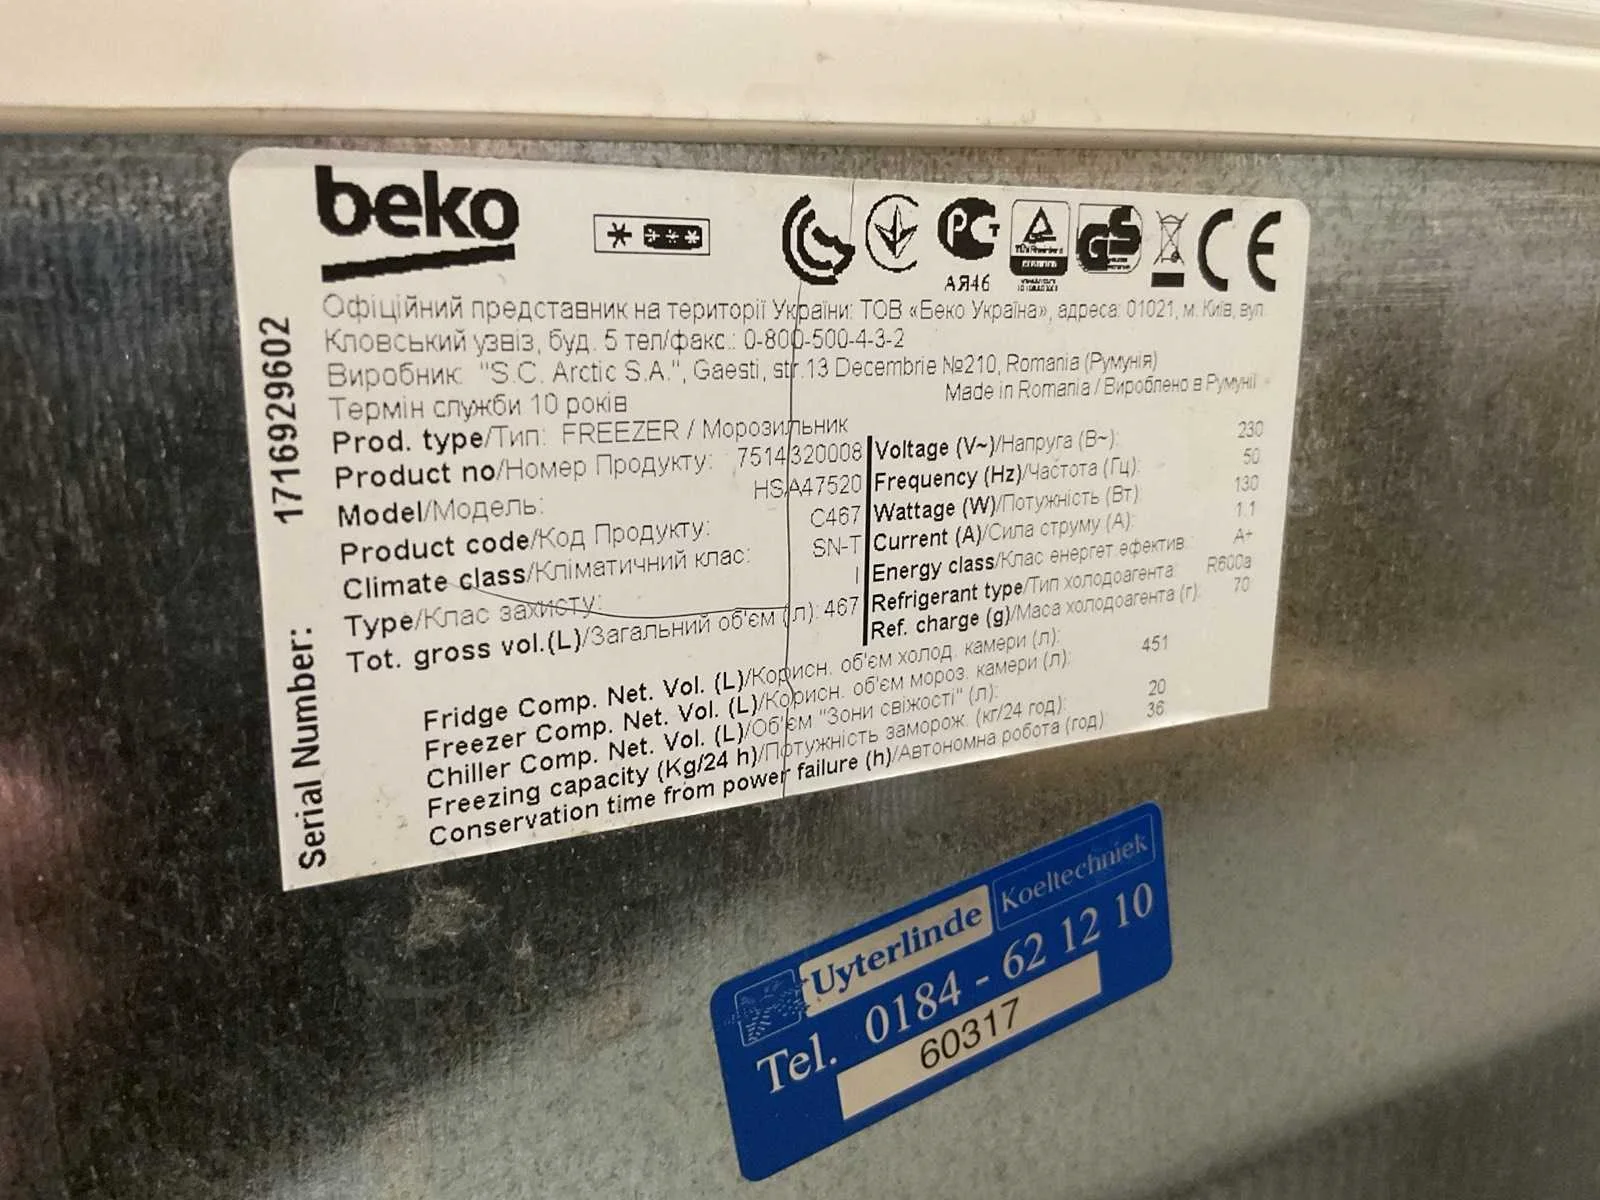 beko
АЯ46
Офіційний представник на території України: ТОВ «Беко Україна», адреса: 01021, м. Київ, вул.
Кловський узвіз, буд. 5 тел/факс.: 0-800-500-4-3-2
Виробник: "S.C. Arctic S.A.", Gaesti, str.13 Decembrie №210, Romania (Румунія)
Made in Romania / Вироблено в Румунії
Термін служби 10 років
Prod. type/Тип: FREEZER / Морозильник
Product no/Номер Продукту: 7514320008
Model/Модель: HSA47520
Product code/Код Продукту: C467
Climate class/Кліматичний клас: SN-T
Type/Клас захисту: I
Tot. gross vol.(L)/Загальний об'єм (л): 467
Voltage (V~)/Напруга (В~): 230
Frequency (Hz)/Частота (Гц): 50
Wattage (W)/Потужність (Вт): 130
Current (A)/Сила струму (А): 1.1
Energy class/Клас енергет.ефектив.: A+
Refrigerant type/Тип холодоагента: R600a
Ref. charge (g)/Маса холодоагента (г): 70
Fridge Comp. Net. Vol. (L)/Корисн. об'єм холод. камери (л):
Freezer Comp. Net. Vol. (L)/Корисн. об'єм мороз. камери (л): 451
Chiller Comp. Net. Vol. (L)/Об'єм "Зони свіжості" (л):
Freezing capacity (Kg/24 h)/Потужність заморож. (кг/24 год): 20
Conservation time from power failure (h)/Автономна робота (год): 36
Serial Number: 1716929602
Uyterlinde Koeltechniek
Tel. 0184 - 62 12 10
60317